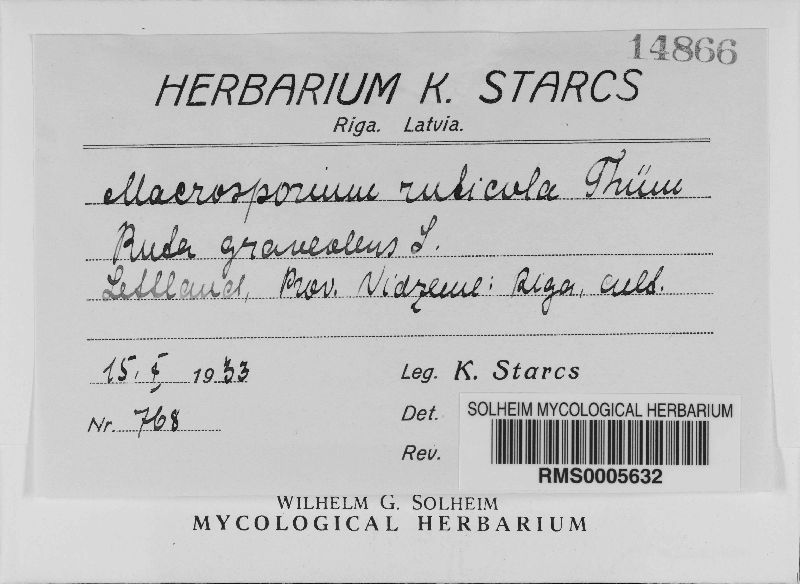 14866
HERBARIUM K. STARCS
Riga. Latvia.
Macrosporium ruticola Thüm
Ruta graveolens L.
Lettland, Prov. Vidzeme: Riga, cult.
15. X 1933
Leg. K. Starcs
Nr. 768
Det.
Rev.
SOLHEIM MYCOLOGICAL HERBARIUM
RMS0005632
WILHELM G. SOLHEIM
MYCOLOGICAL HERBARIUM